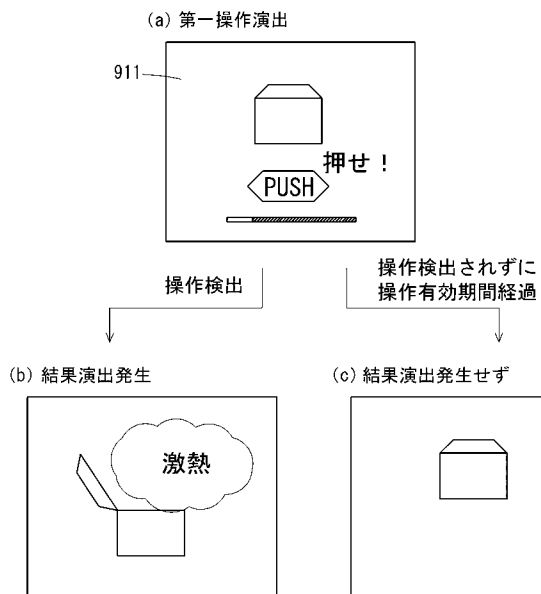 (a) 第一操作演出
911
押せ！
PUSH
操作検出
操作検出されずに
操作有効期間経過
(b) 結果演出発生
(c) 結果演出発生せず
激熱